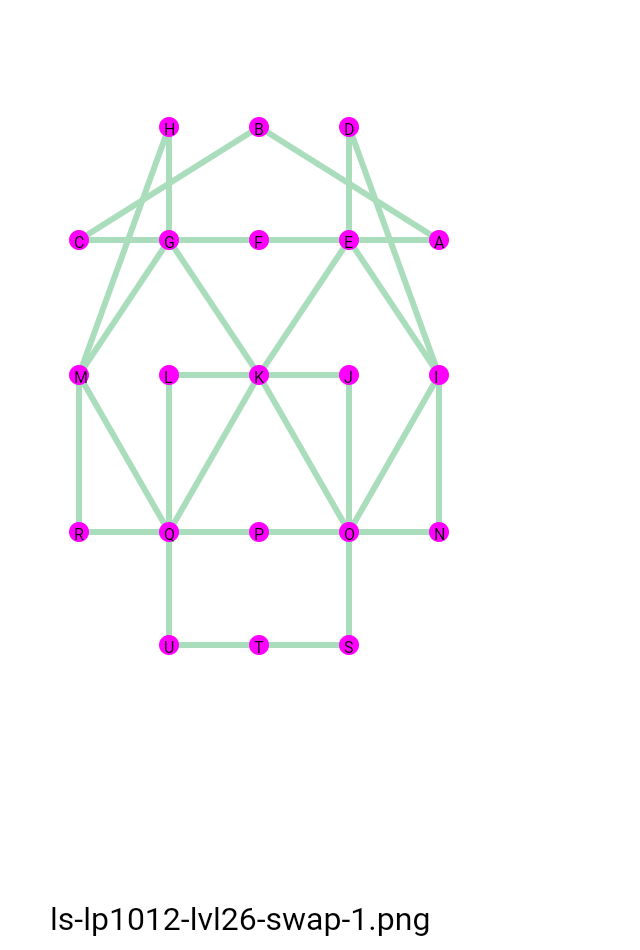 H B D
C G F E A
M L K J I
R Q P O N
U T S
ls-lp1012-lvl26-swap-1.png